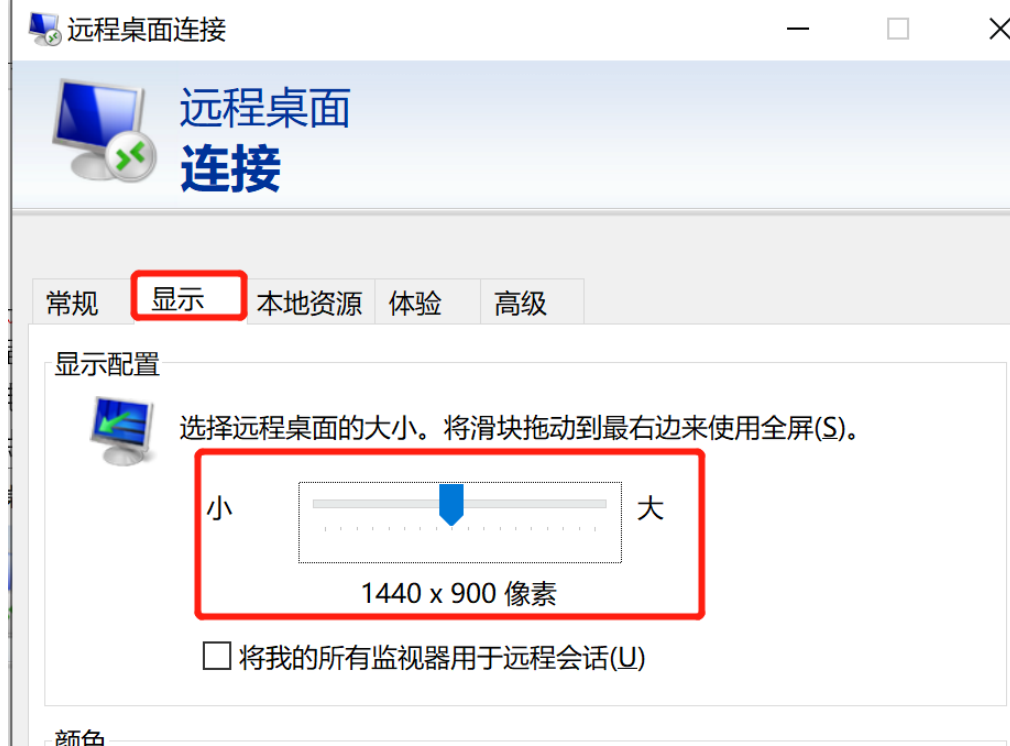 远程桌面连接
远程桌面
连接
常规 显示 本地资源 体验 高级
显示配置
选择远程桌面的大小。将滑块拖动到最右边来使用全屏(S)。
小 大
1440 x 900 像素
将我的所有监视器用于远程会话(U)
颜色